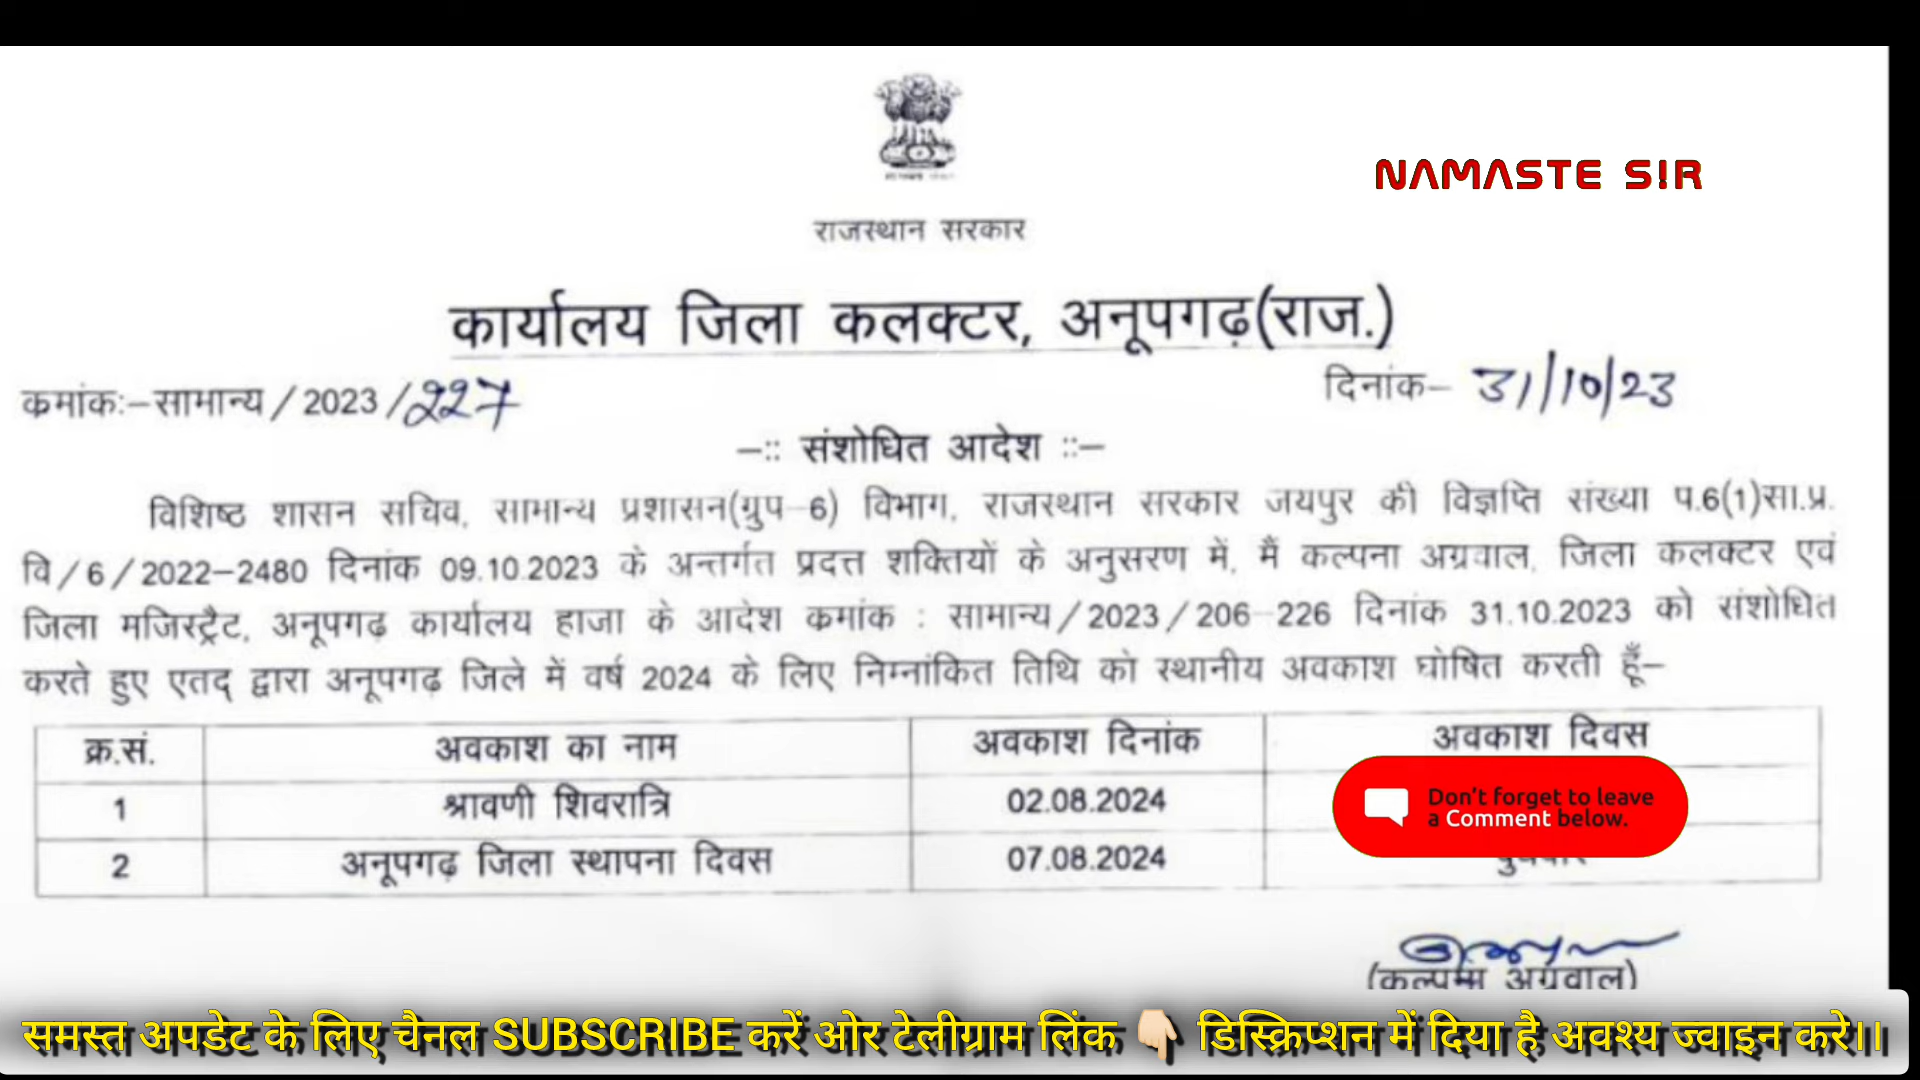 NAMASTE S!R
राजस्थान सरकार
कार्यालय जिला कलक्टर, अनूपगढ़(राज.)
कमांकः–सामान्य / 2023 / 227 दिनांक– 31/10/23
–:: संशोधित आदेश ::–
विशिष्ठ शासन सचिव, सामान्य प्रशासन(ग्रुप–6) विभाग, राजस्थान सरकार जयपुर की विज्ञप्ति संख्या प.6(1)सा.प्र.
वि / 6 / 2022–2480 दिनांक 09.10.2023 के अन्तर्गत प्रदत्त शक्तियों के अनुसरण में, मैं कल्पना अग्रवाल, जिला कलक्टर एवं
जिला मजिस्ट्रैट, अनूपगढ़ कार्यालय हाजा के आदेश कमांक : सामान्य / 2023 / 206–226 दिनांक 31.10.2023 को संशोधित
करते हुए एतद् द्वारा अनूपगढ़ जिले में वर्ष 2024 के लिए निम्नांकित तिथि को स्थानीय अवकाश घोषित करती हूँ–
क्र.सं. अवकाश का नाम अवकाश दिनांक अवकाश दिवस
1 श्रावणी शिवरात्रि 02.08.2024
2 अनूपगढ़ जिला स्थापना दिवस 07.08.2024
Don't forget to leave
a Comment below.
(कल्पना अग्रवाल)
समस्त अपडेट के लिए चैनल SUBSCRIBE करें ओर टेलीग्राम लिंक 👇🏻 डिस्क्रिप्शन में दिया है अवश्य ज्वाइन करे।।